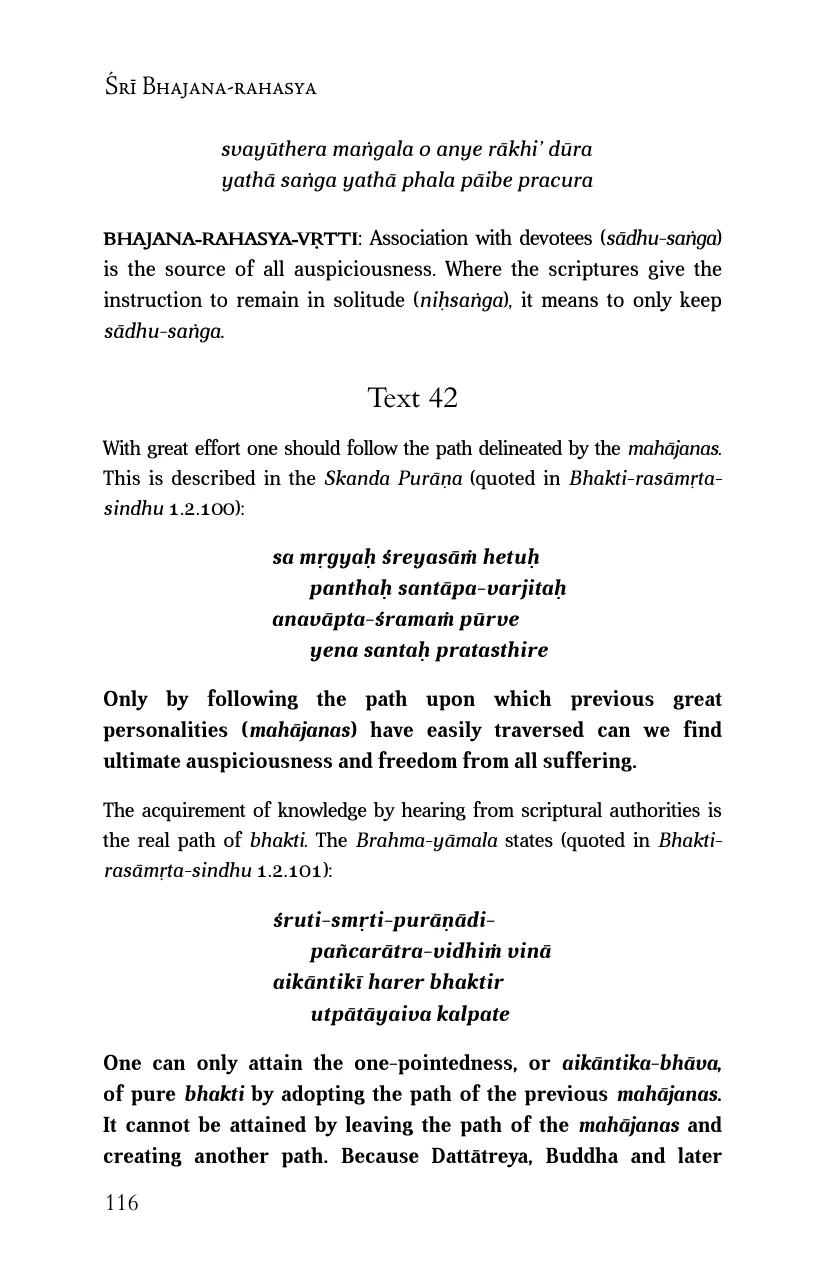 Śrī Bhajana-rahasya
svayūthera maṅgala o anye rākhi’ dūra
yathā saṅga yathā phala pāibe pracura
BHAJANA-RAHASYA-VṚTTI: Association with devotees (sādhu-saṅga)
is the source of all auspiciousness. Where the scriptures give the
instruction to remain in solitude (niḥsaṅga), it means to only keep
sādhu-saṅga.
Text 42
With great effort one should follow the path delineated by the mahājanas.
This is described in the Skanda Purāṇa (quoted in Bhakti-rasāmṛta-
sindhu 1.2.100):
sa mṛgyaḥ śreyasāṁ hetuḥ
panthaḥ santāpa-varjitaḥ
anavāpta-śramaṁ pūrve
yena santaḥ pratasthire
Only by following the path upon which previous great
personalities (mahājanas) have easily traversed can we find
ultimate auspiciousness and freedom from all suffering.
The acquirement of knowledge by hearing from scriptural authorities is
the real path of bhakti. The Brahma-yāmala states (quoted in Bhakti-
rasāmṛta-sindhu 1.2.101):
śruti-smṛti-purāṇādi-
pañcarātra-vidhiṁ vinā
aikāntikī harer bhaktir
utpātāyaiva kalpate
One can only attain the one-pointedness, or aikāntika-bhāva,
of pure bhakti by adopting the path of the previous mahājanas.
It cannot be attained by leaving the path of the mahājanas and
creating another path. Because Dattātreya, Buddha and later
116